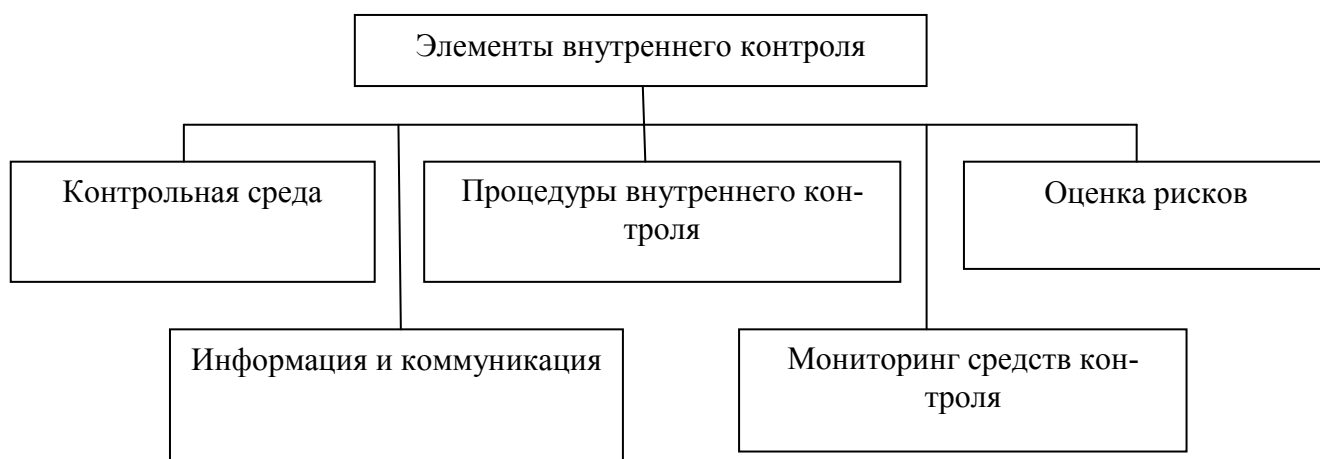 Элементы внутреннего контроля
Контрольная среда
Процедуры внутреннего кон-
троля
Оценка рисков
Информация и коммуникация
Мониторинг средств кон-
троля